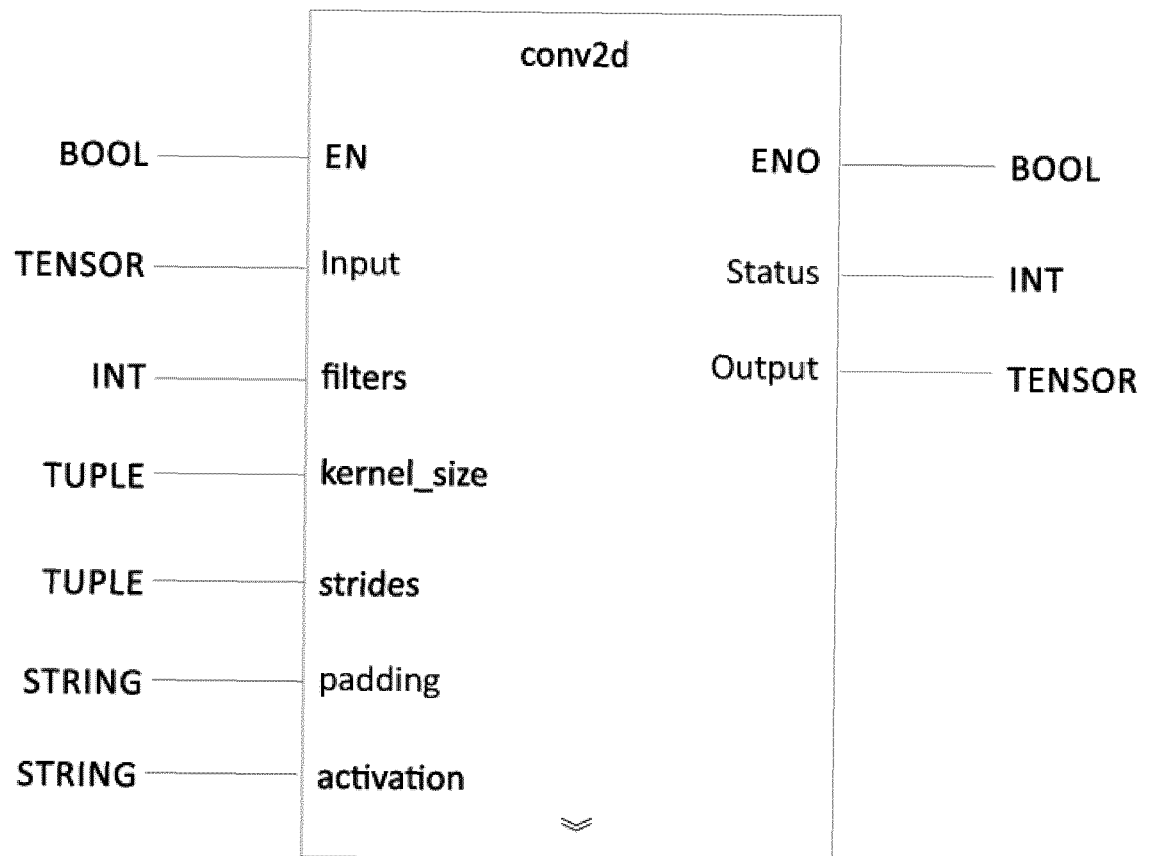 conv2d
BOOL EN ENO BOOL
TENSOR Input Status INT
INT filters Output TENSOR
TUPLE kernel_size
TUPLE strides
STRING padding
STRING activation